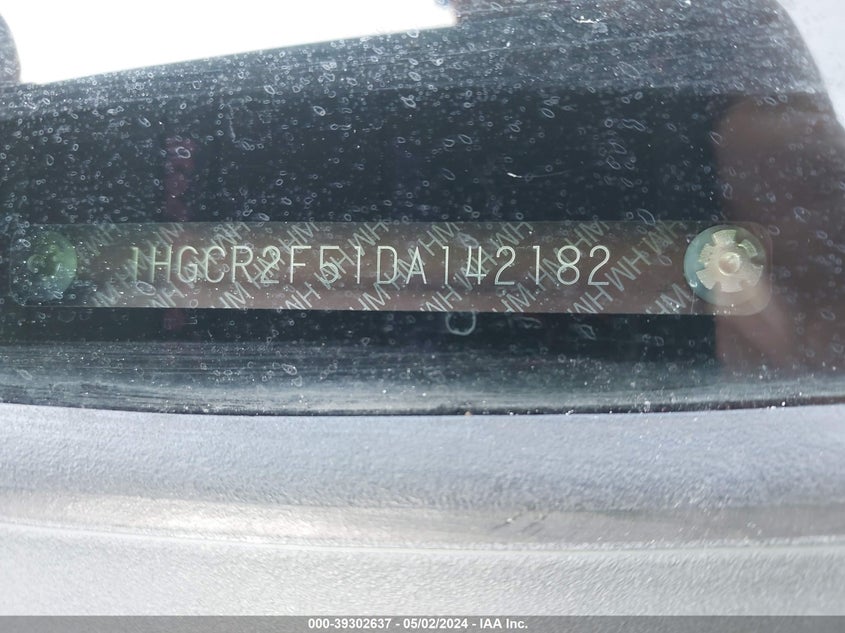 1HGCR2F51DA142182
000-39302637 - 05/02/2024 - IAA Inc.